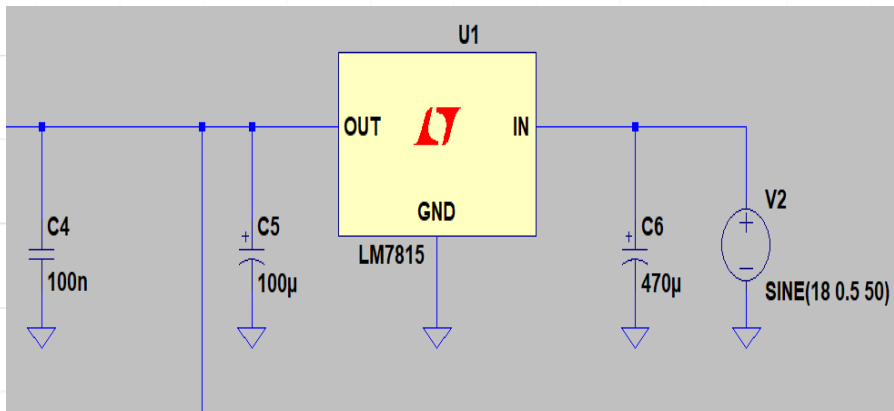 U1
OUT
IN
GND
LM7815
C4
100n
+
C5
100µ
+
C6
470µ
V2
+
−
SINE(18 0.5 50)